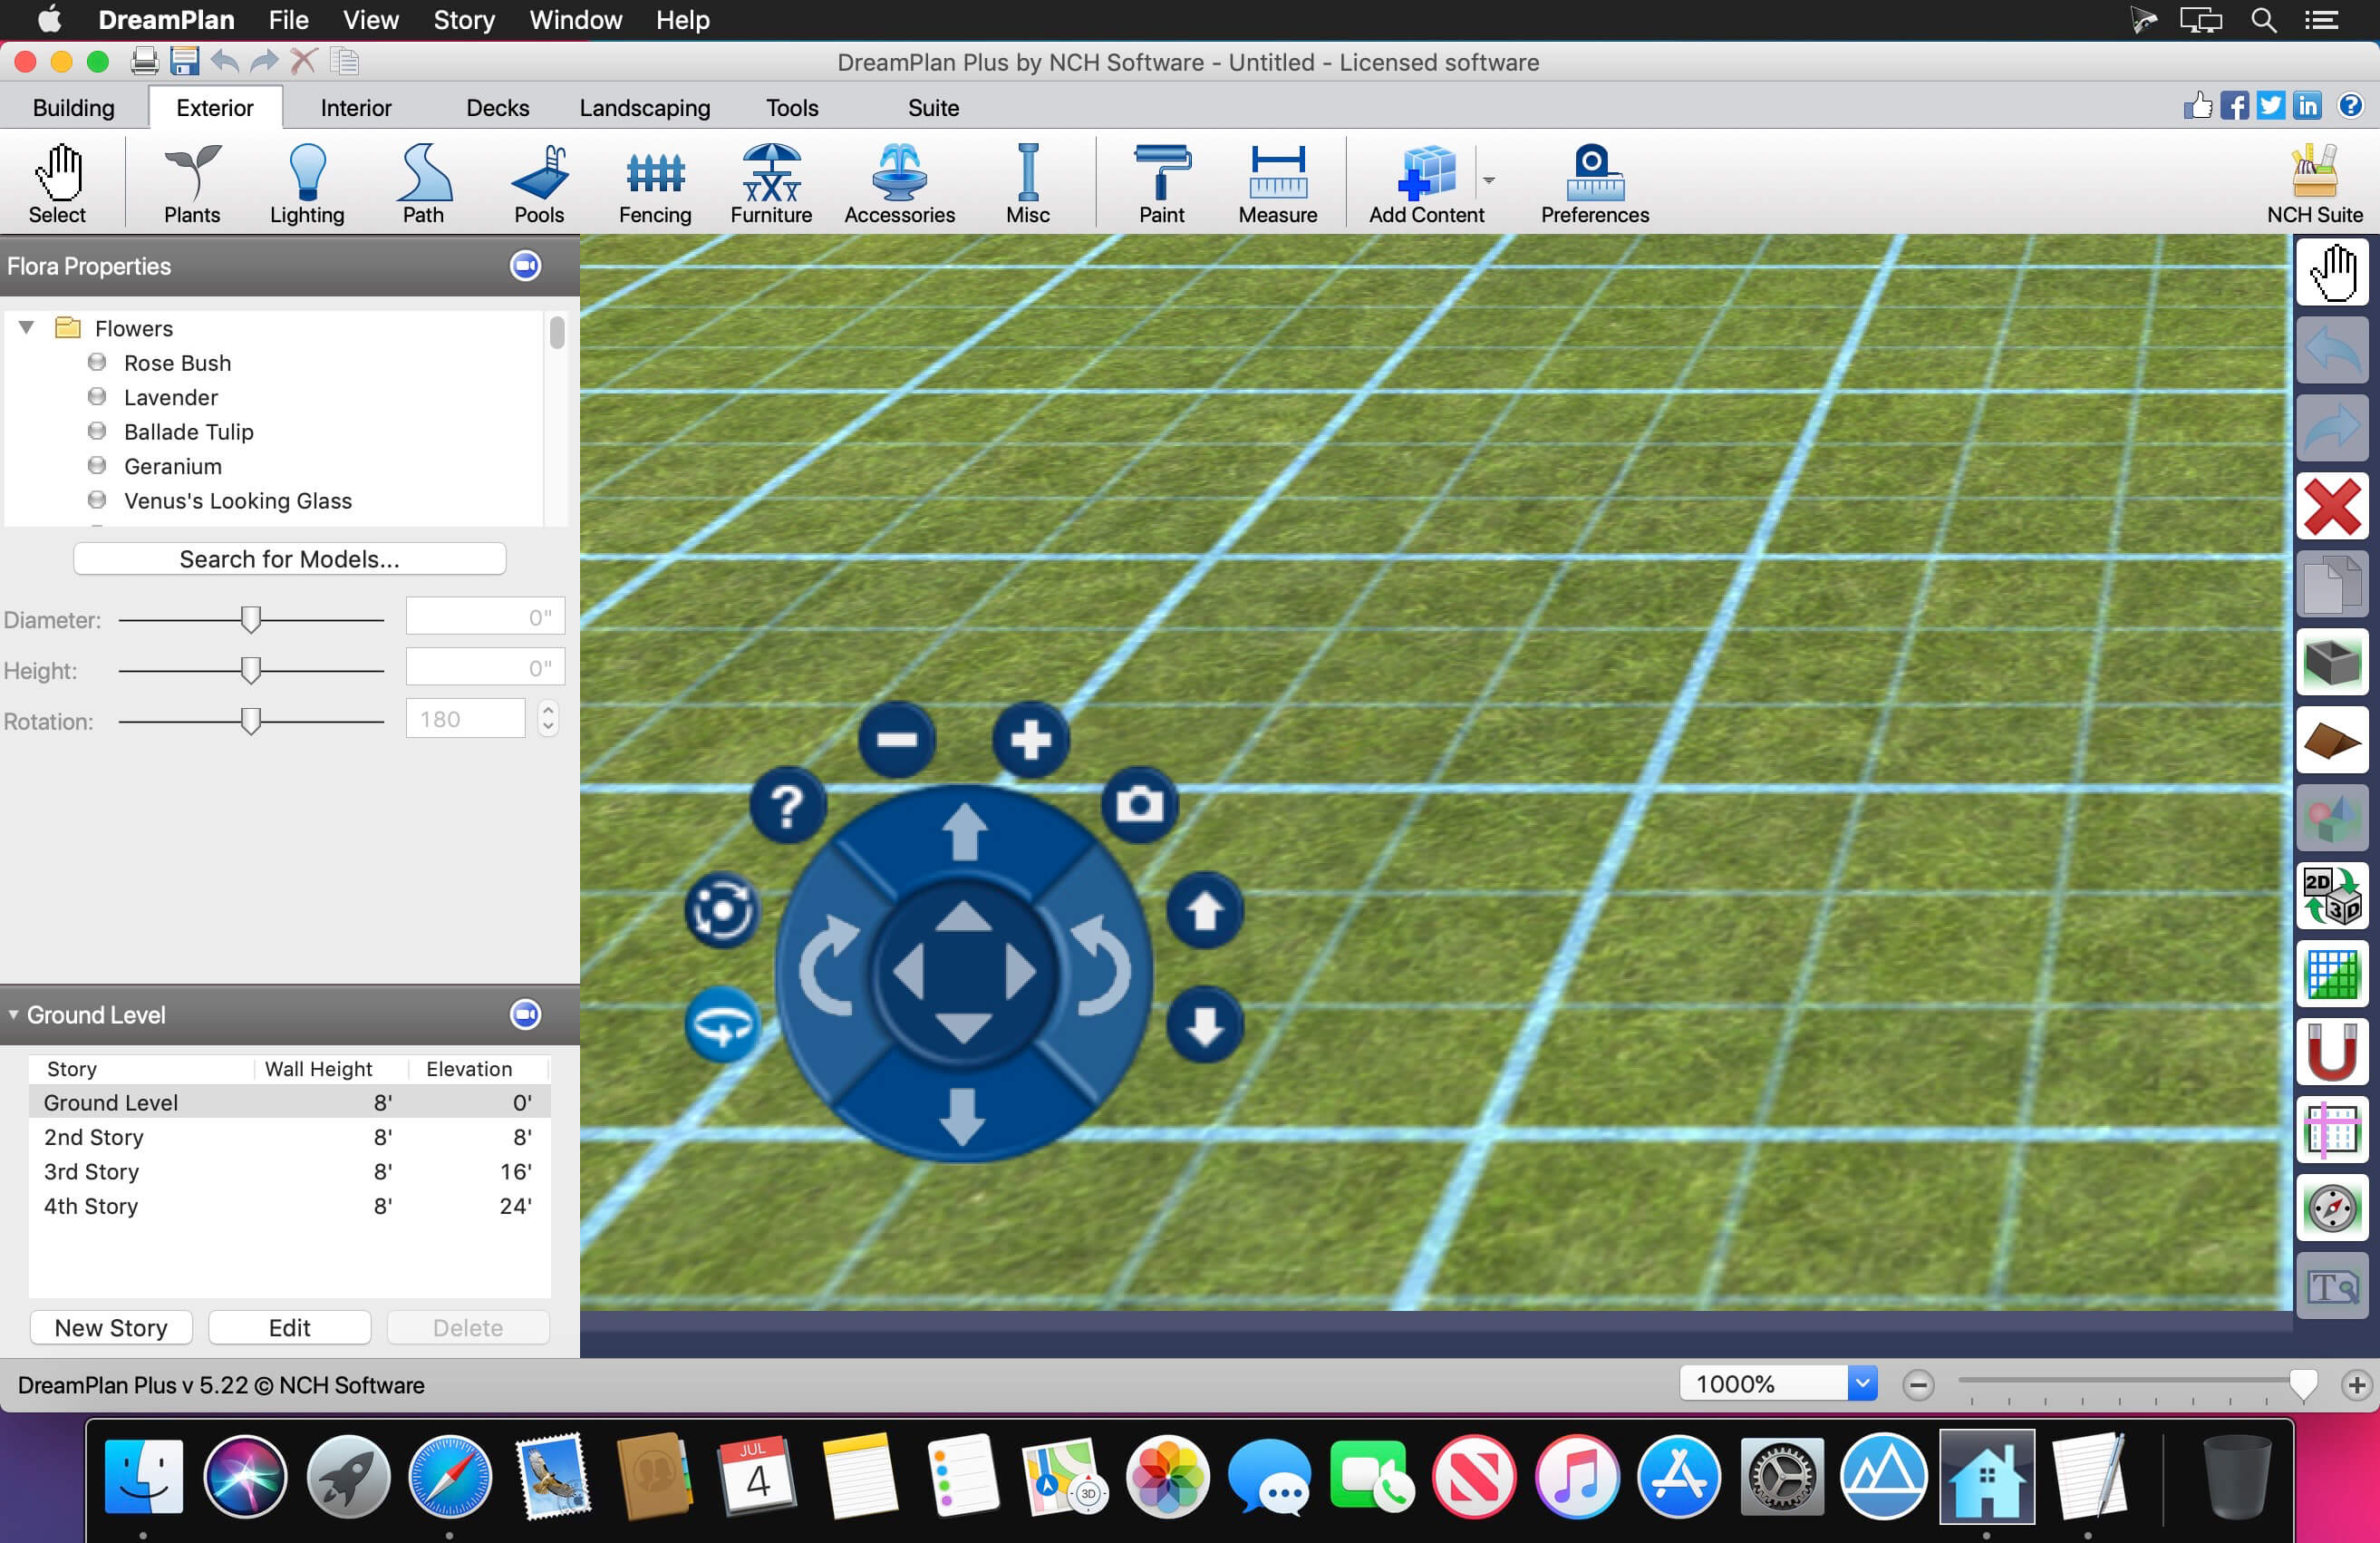 DreamPlan File View Story Window Help
DreamPlan Plus by NCH Software - Untitled - Licensed software
Building Exterior Interior Decks Landscaping Tools Suite
Select Plants Lighting Path Pools Fencing Furniture Accessories Misc Paint Measure Add Content Preferences NCH Suite
Flora Properties
Flowers
Rose Bush
Lavender
Ballade Tulip
Geranium
Venus's Looking Glass
Search for Models...
Diameter: 0"
Height: 0"
Rotation: 180
2D
3D
Ground Level
Story Wall Height Elevation
Ground Level 8' 0'
2nd Story 8' 8'
3rd Story 8' 16'
4th Story 8' 24'
New Story Edit Delete
DreamPlan Plus v 5.22 © NCH Software 1000%
JUL
4
3D